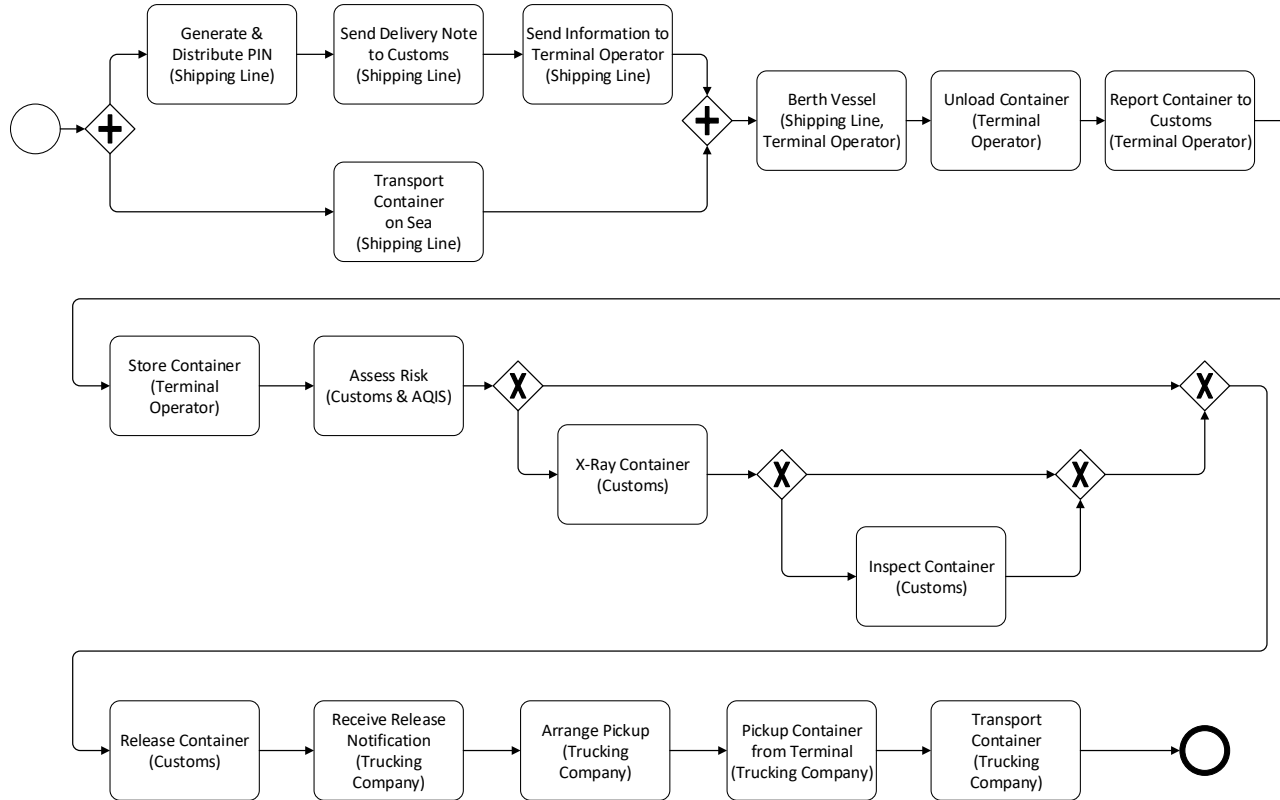 Generate &
Distribute PIN
(Shipping Line)
Send Delivery Note
to Customs
(Shipping Line)
Send Information to
Terminal Operator
(Shipping Line)
Transport
Container
on Sea
(Shipping Line)
Berth Vessel
(Shipping Line,
Terminal Operator)
Unload Container
(Terminal
Operator)
Report Container to
Customs
(Terminal Operator)
Store Container
(Terminal
Operator)
Assess Risk
(Customs & AQIS)
X
X-Ray Container
(Customs)
X
Inspect Container
(Customs)
X
X
Release Container
(Customs)
Receive Release
Notification
(Trucking
Company)
Arrange Pickup
(Trucking
Company)
Pickup Container
from Terminal
(Trucking Company)
Transport
Container
(Trucking
Company)